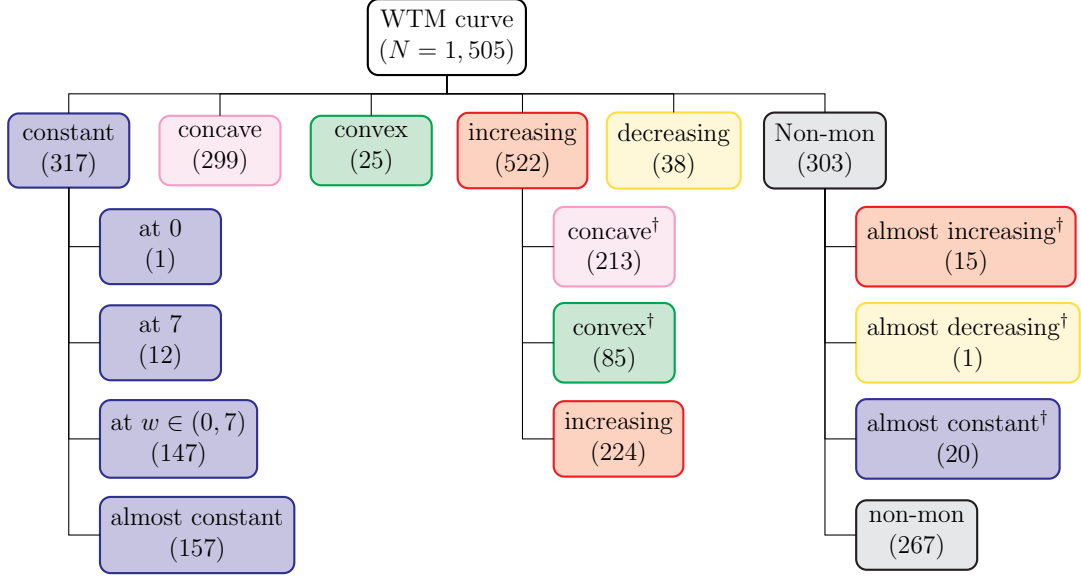 WTM curve
(N = 1, 505)
constant
(317)
concave
(299)
convex
(25)
increasing
(522)
decreasing
(38)
Non-mon
(303)
at 0
(1)
at 7
(12)
at w ∈ (0, 7)
(147)
almost constant
(157)
concave†
(213)
convex†
(85)
increasing
(224)
almost increasing†
(15)
almost decreasing†
(1)
almost constant†
(20)
non-mon
(267)